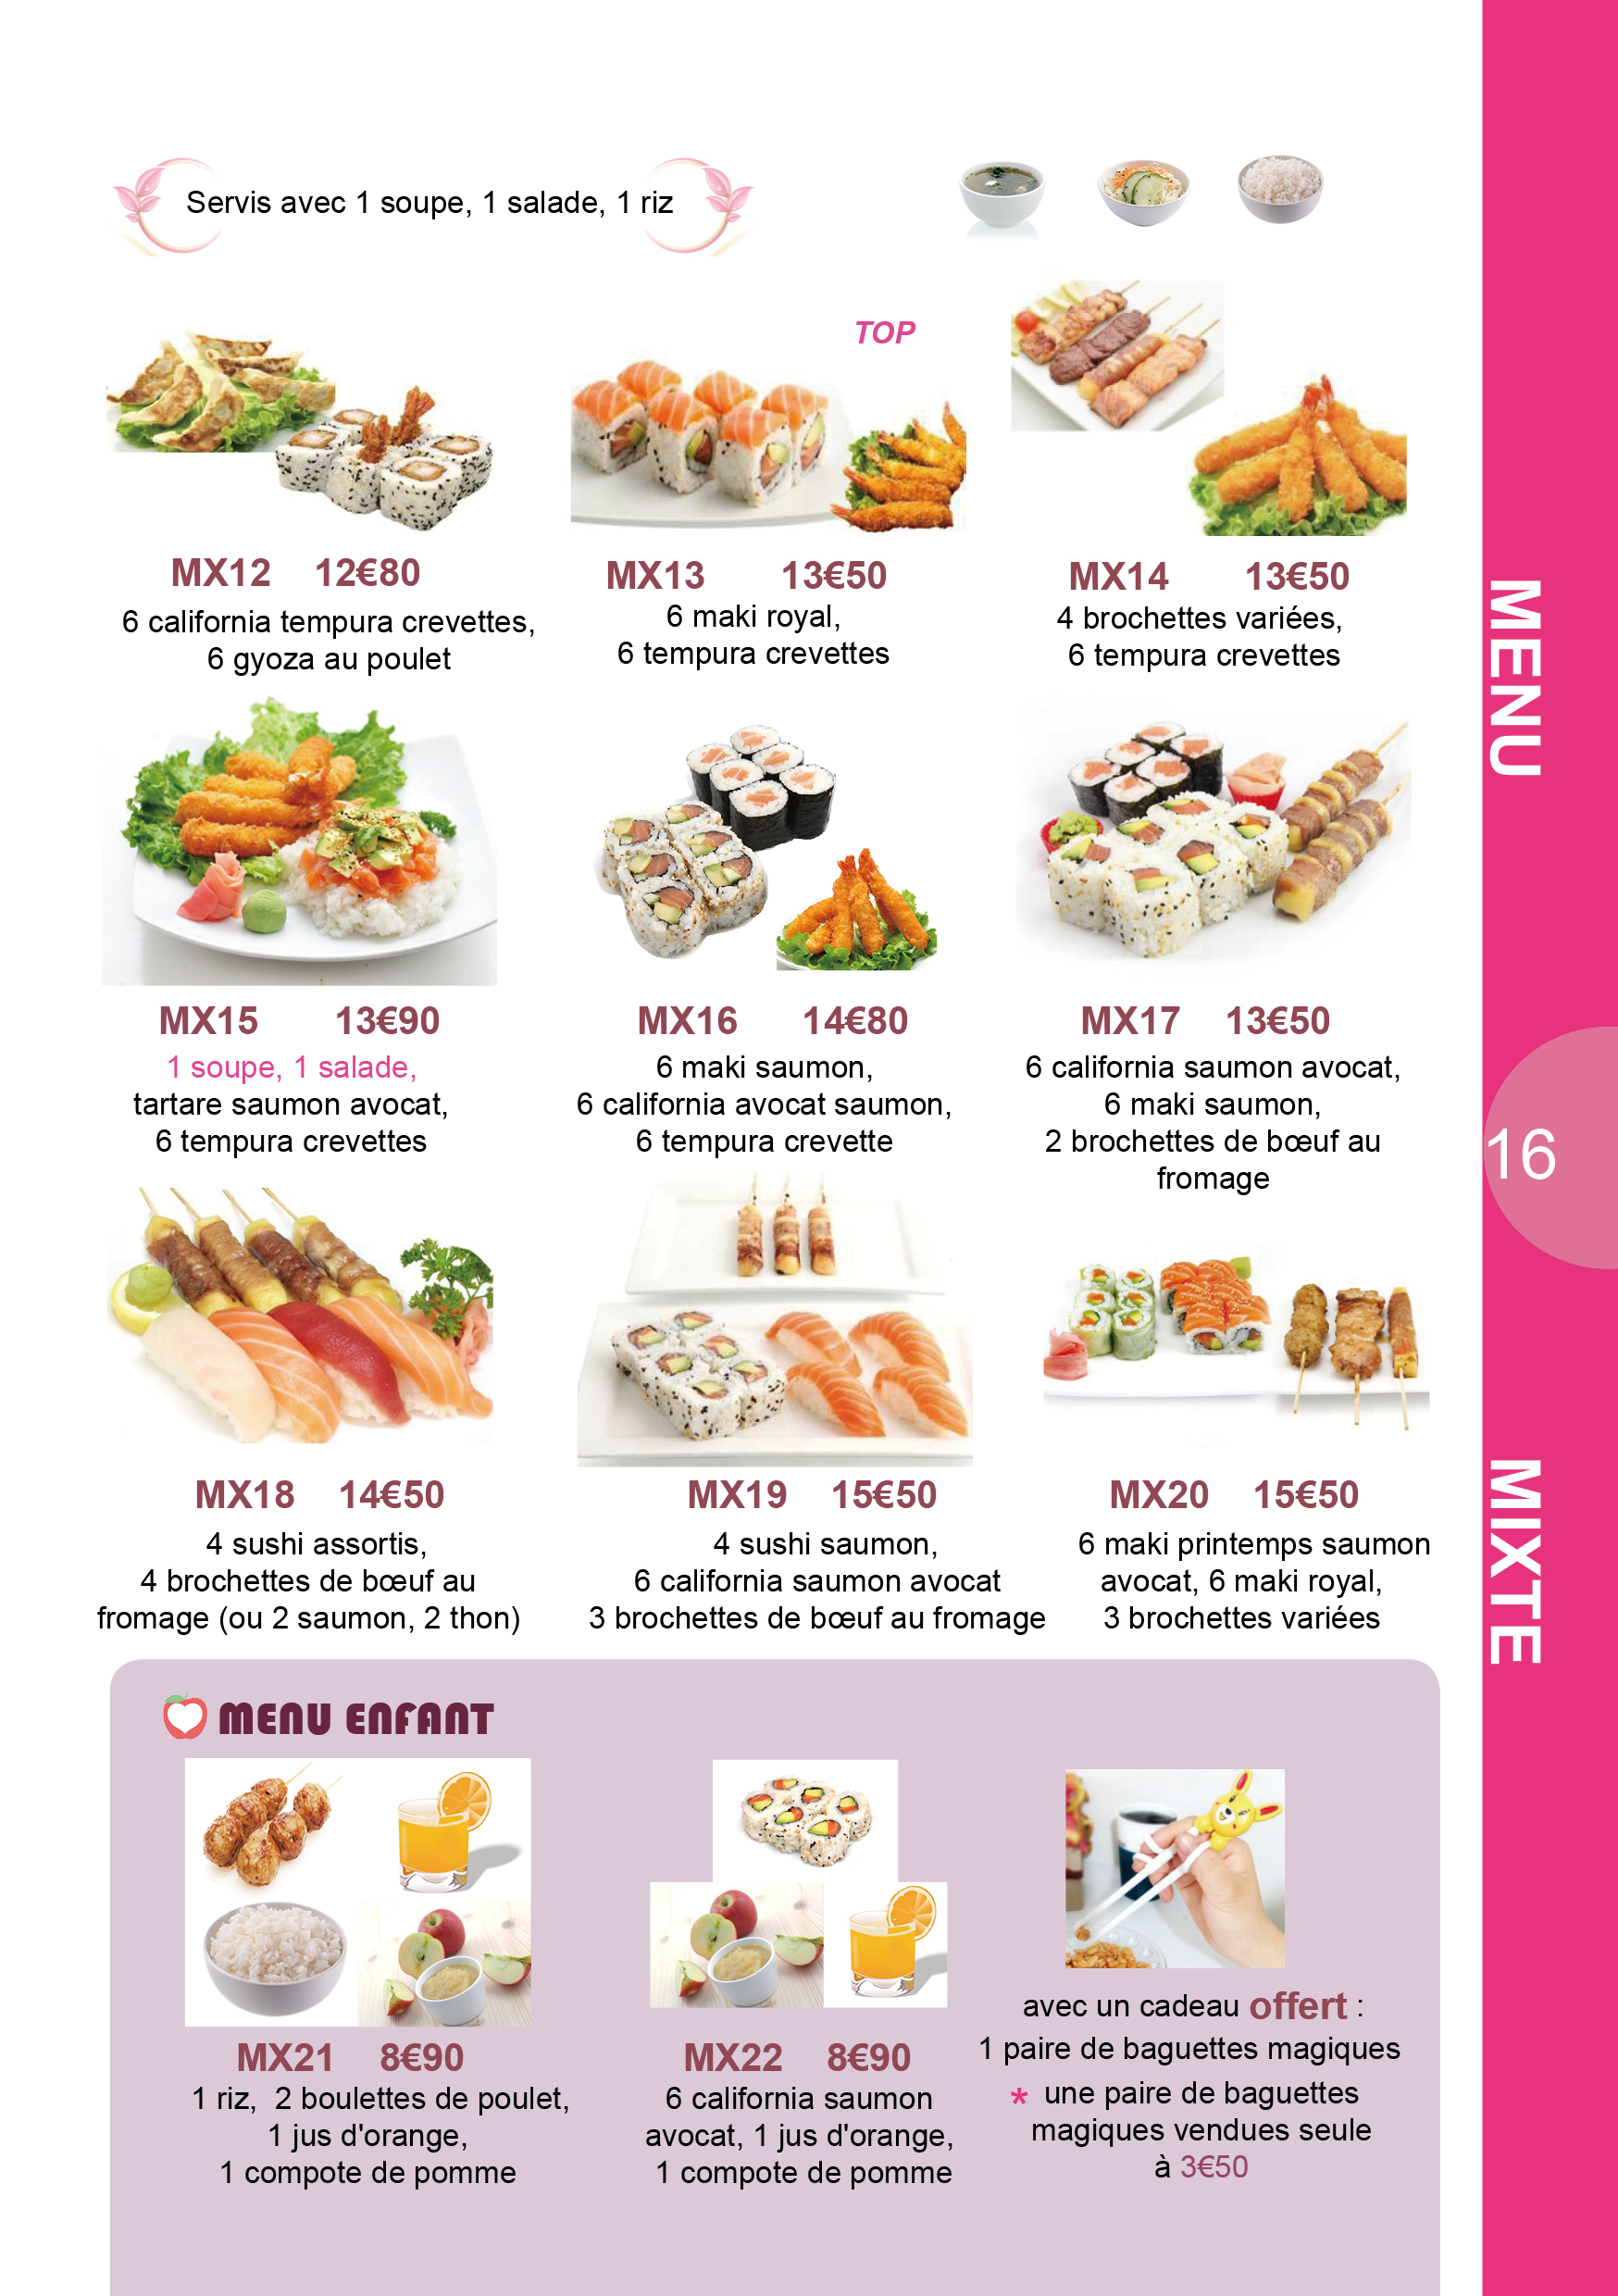 Servis avec 1 soupe, 1 salade, 1 riz
TOP
MX12 12€80
6 california tempura crevettes,
6 gyoza au poulet
MX13 13€50
6 maki royal,
6 tempura crevettes
MX14 13€50
4 brochettes variées,
6 tempura crevettes
MX15 13€90
1 soupe, 1 salade,
tartare saumon avocat,
6 tempura crevettes
MX16 14€80
6 maki saumon,
6 california avocat saumon,
6 tempura crevette
MX17 13€50
6 california saumon avocat,
6 maki saumon,
2 brochettes de bœuf au
fromage
MX18 14€50
4 sushi assortis,
4 brochettes de bœuf au
fromage (ou 2 saumon, 2 thon)
MX19 15€50
4 sushi saumon,
6 california saumon avocat
3 brochettes de bœuf au fromage
MX20 15€50
6 maki printemps saumon
avocat, 6 maki royal,
3 brochettes variées
MENU ENFANT
MX21 8€90
1 riz, 2 boulettes de poulet,
1 jus d'orange,
1 compote de pomme
MX22 8€90
6 california saumon
avocat, 1 jus d'orange,
1 compote de pomme
avec un cadeau offert :
1 paire de baguettes magiques
* une paire de baguettes
magiques vendues seule
à 3€50
MENU
16
MIXTE